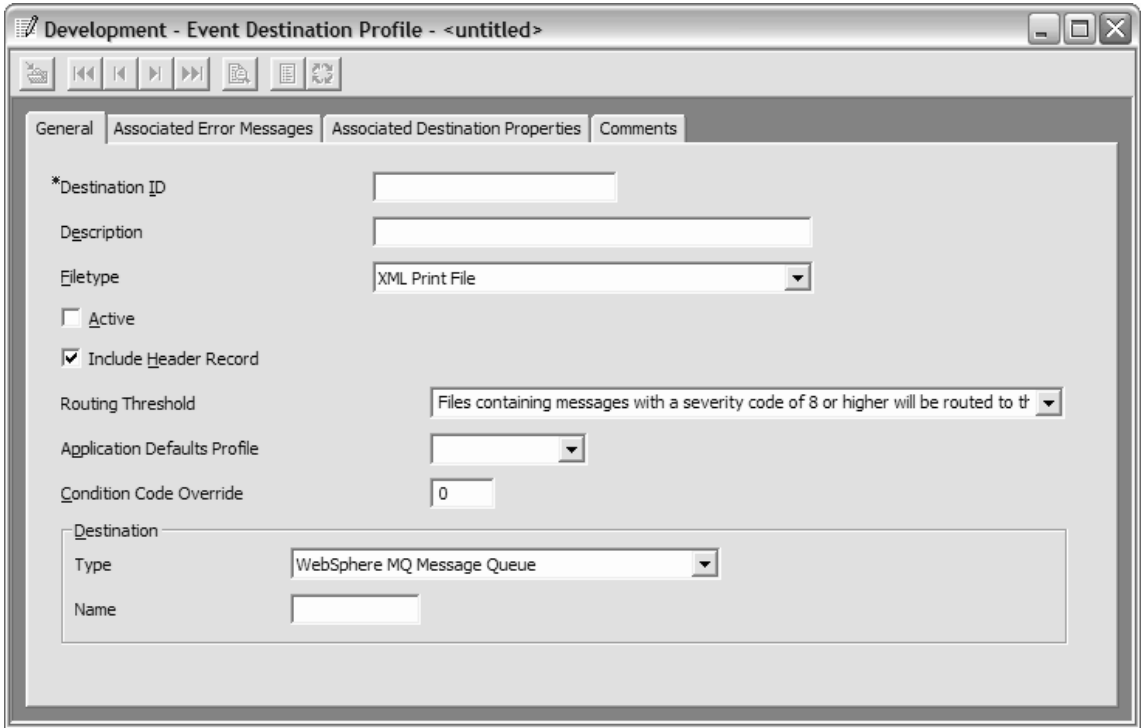 Development - Event Destination Profile - <untitled>
General Associated Error Messages Associated Destination Properties Comments
*Destination ID
Description
Filetype XML Print File
Active
Include Header Record
Routing Threshold Files containing messages with a severity code of 8 or higher will be routed to th
Application Defaults Profile
Condition Code Override 0
Destination
Type WebSphere MQ Message Queue
Name